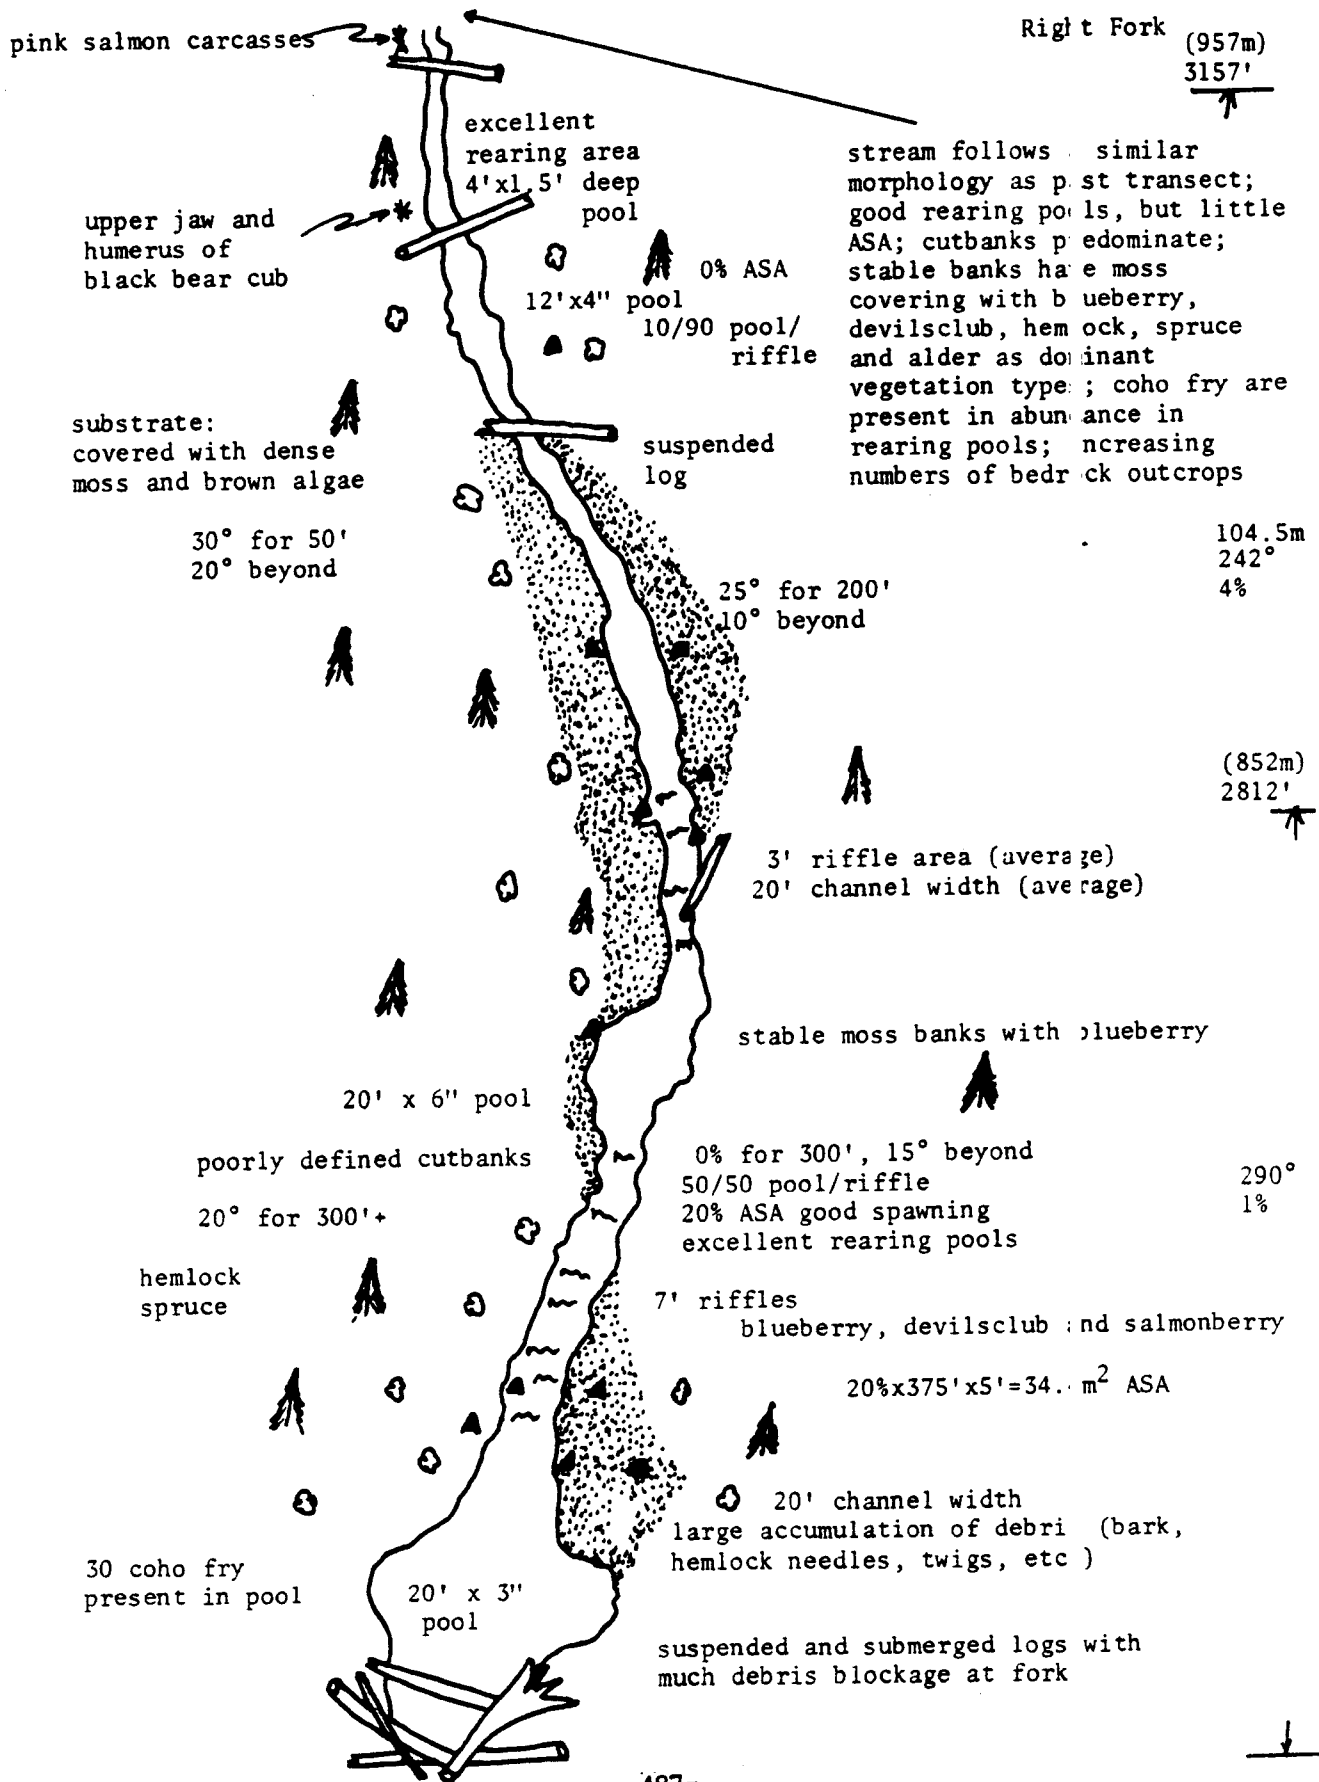 pink salmon carcasses
Right Fork
(957m)
3157'
excellent
rearing area
4'x1.5' deep
pool
stream follows similar
morphology as past transect;
good rearing pools, but little
ASA; cutbanks predominate;
stable banks have moss
covering with blueberry,
devilsclub, hemlock, spruce
and alder as dominant
vegetation type ; coho fry are
present in abundance in
rearing pools; increasing
numbers of bedrock outcrops
upper jaw and
humerus of
black bear cub
0% ASA
12'x4" pool
10/90 pool/
riffle
substrate:
covered with dense
moss and brown algae
suspended
log
30° for 50'
20° beyond
104.5m
242°
4%
25° for 200'
10° beyond
(852m)
2812'
3' riffle area (average)
20' channel width (average)
stable moss banks with blueberry
20' x 6" pool
poorly defined cutbanks
20° for 300'+
0% for 300', 15° beyond
50/50 pool/riffle
20% ASA good spawning
excellent rearing pools
290°
1%
hemlock
spruce
7' riffles
blueberry, devilsclub and salmonberry
20%x375'x5'=34. m² ASA
20' channel width
large accumulation of debri (bark,
hemlock needles, twigs, etc )
30 coho fry
present in pool
20' x 3"
pool
suspended and submerged logs with
much debris blockage at fork